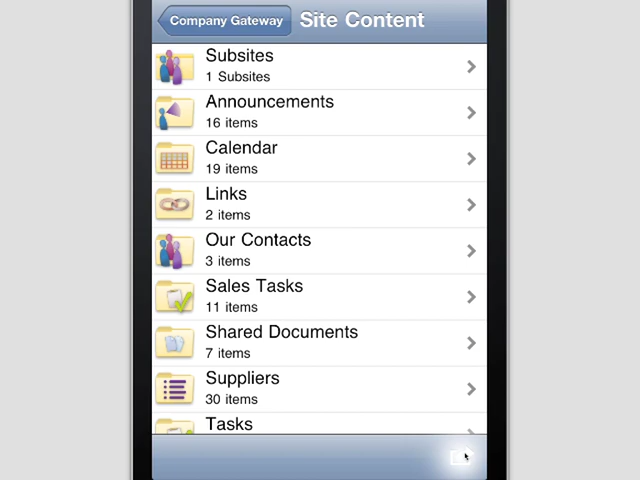 Company Gateway
Site Content
Subsites
1 Subsites
Announcements
16 items
Calendar
19 items
Links
2 items
Our Contacts
3 items
Sales Tasks
11 items
Shared Documents
7 items
Suppliers
30 items
Tasks